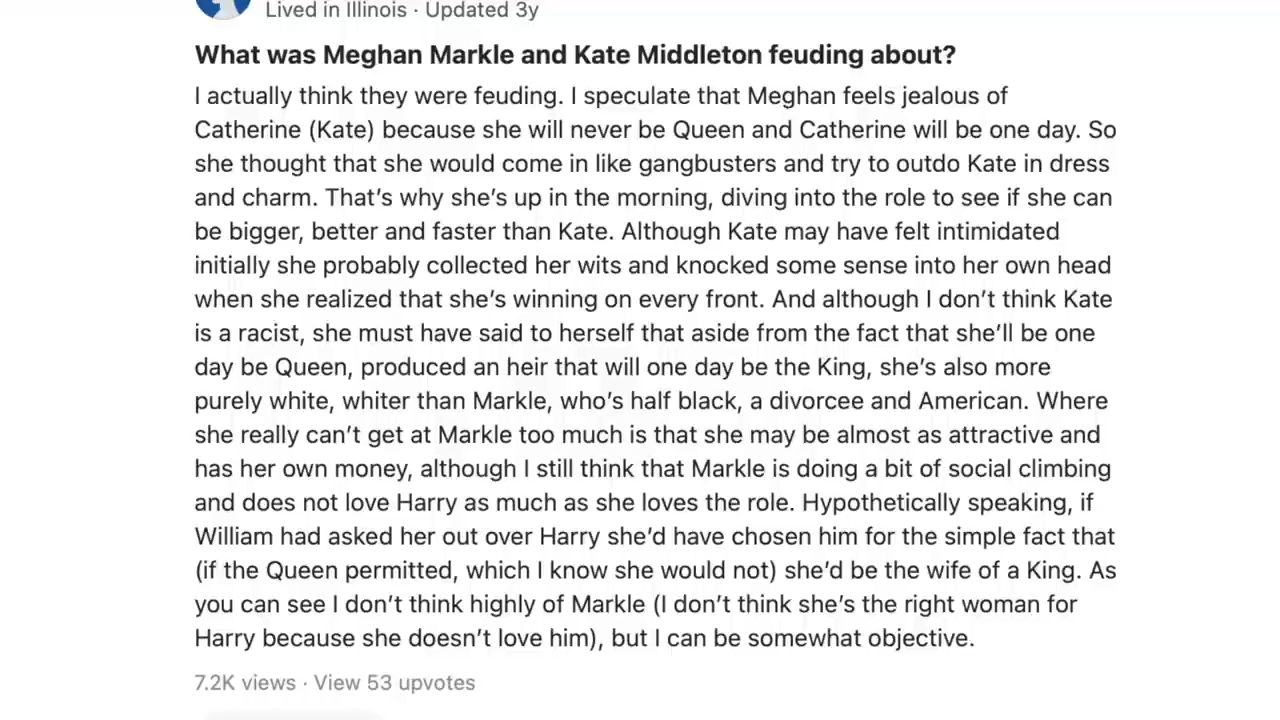 Lived in Illinois · Updated 3y
What was Meghan Markle and Kate Middleton feuding about?
I actually think they were feuding. I speculate that Meghan feels jealous of
Catherine (Kate) because she will never be Queen and Catherine will be one day. So
she thought that she would come in like gangbusters and try to outdo Kate in dress
and charm. That’s why she’s up in the morning, diving into the role to see if she can
be bigger, better and faster than Kate. Although Kate may have felt intimidated
initially she probably collected her wits and knocked some sense into her own head
when she realized that she’s winning on every front. And although I don’t think Kate
is a racist, she must have said to herself that aside from the fact that she’ll be one
day be Queen, produced an heir that will one day be the King, she’s also more
purely white, whiter than Markle, who’s half black, a divorcee and American. Where
she really can’t get at Markle too much is that she may be almost as attractive and
has her own money, although I still think that Markle is doing a bit of social climbing
and does not love Harry as much as she loves the role. Hypothetically speaking, if
William had asked her out over Harry she’d have chosen him for the simple fact that
(if the Queen permitted, which I know she would not) she’d be the wife of a King. As
you can see I don’t think highly of Markle (I don’t think she’s the right woman for
Harry because she doesn’t love him), but I can be somewhat objective.
7.2K views · View 53 upvotes